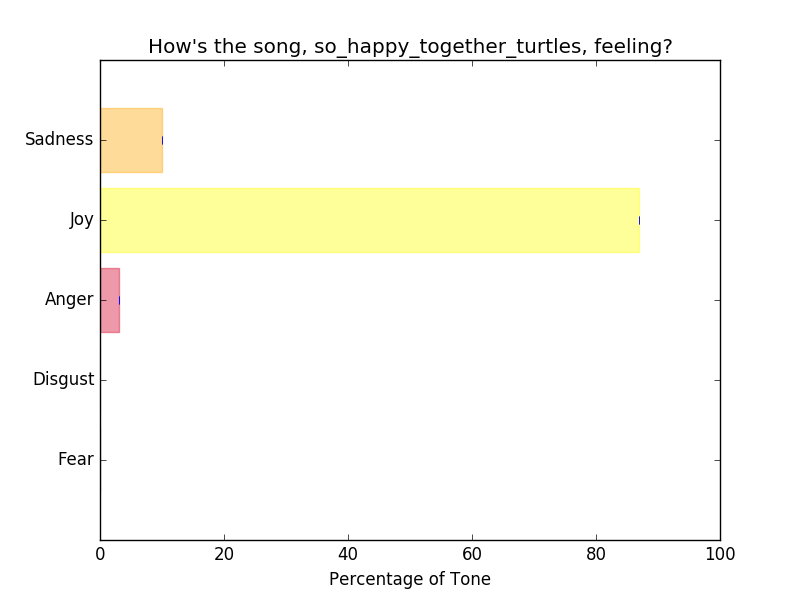 How's the song, so_happy_together_turtles, feeling?
Sadness
Joy
Anger
Disgust
Fear
0 20 40 60 80 100
Percentage of Tone